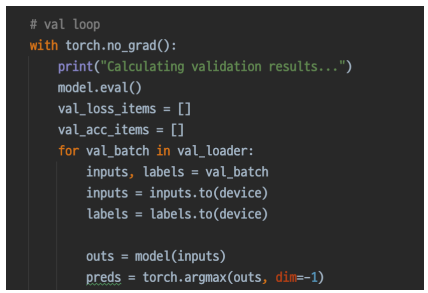 # val loop
with torch.no_grad():
    print("Calculating validation results...")
    model.eval()
    val_loss_items = []
    val_acc_items = []
    for val_batch in val_loader:
        inputs, labels = val_batch
        inputs = inputs.to(device)
        labels = labels.to(device)

        outs = model(inputs)
        preds = torch.argmax(outs, dim=-1)